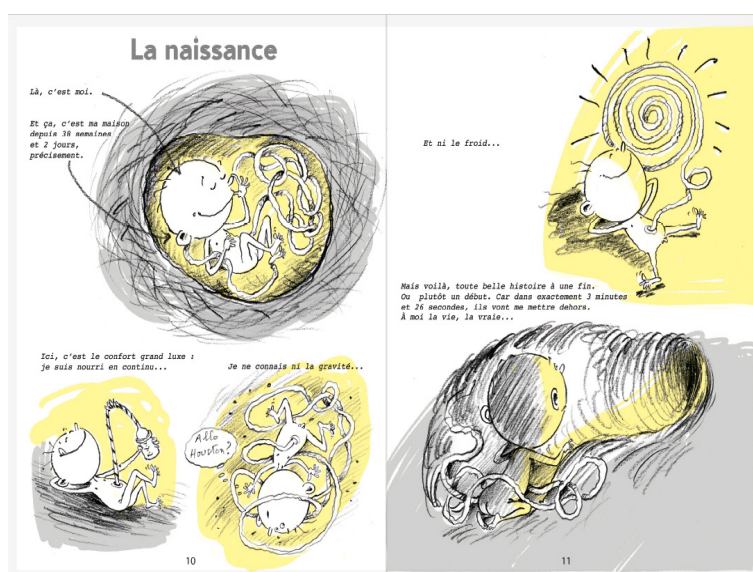 La naissance
Là, c'est moi.
Et ça, c'est ma maison
depuis 38 semaines
et 2 jours,
précisement.
Ici, c'est le confort grand luxe :
je suis nourri en continu...
Je ne connais ni la gravité...
Allo
Houston?
10
Et ni le froid...
Mais voilà, toute belle histoire à une fin.
Ou plutôt un début. Car dans exactement 3 minutes
et 26 secondes, ils vont me mettre dehors.
À moi la vie, la vraie...
11